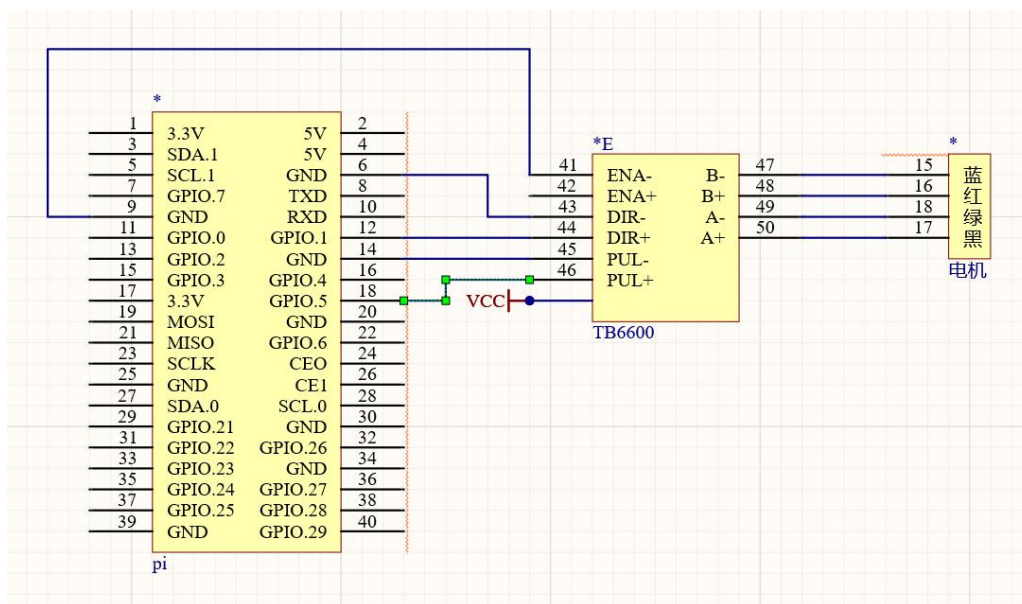 *
1 3.3V 5V 2
3 SDA.1 5V 4
5 SCL.1 GND 6
7 GPIO.7 TXD 8
9 GND RXD 10
11 GPIO.0 GPIO.1 12
13 GPIO.2 GND 14
15 GPIO.3 GPIO.4 16
17 3.3V GPIO.5 18
19 MOSI GND 20
21 MISO GPIO.6 22
23 SCLK CEO 24
25 GND CE1 26
27 SDA.0 SCL.0 28
29 GPIO.21 GND 30
31 GPIO.22 GPIO.26 32
33 GPIO.23 GND 34
35 GPIO.24 GPIO.27 36
37 GPIO.25 GPIO.28 38
39 GND GPIO.29 40
pi
VCC
*E
41 ENA- B- 47
42 ENA+ B+ 48
43 DIR- A- 49
44 DIR+ A+ 50
45 PUL-
46 PUL+
TB6600
*
15 蓝
16 红
18 绿
17 黑
电机